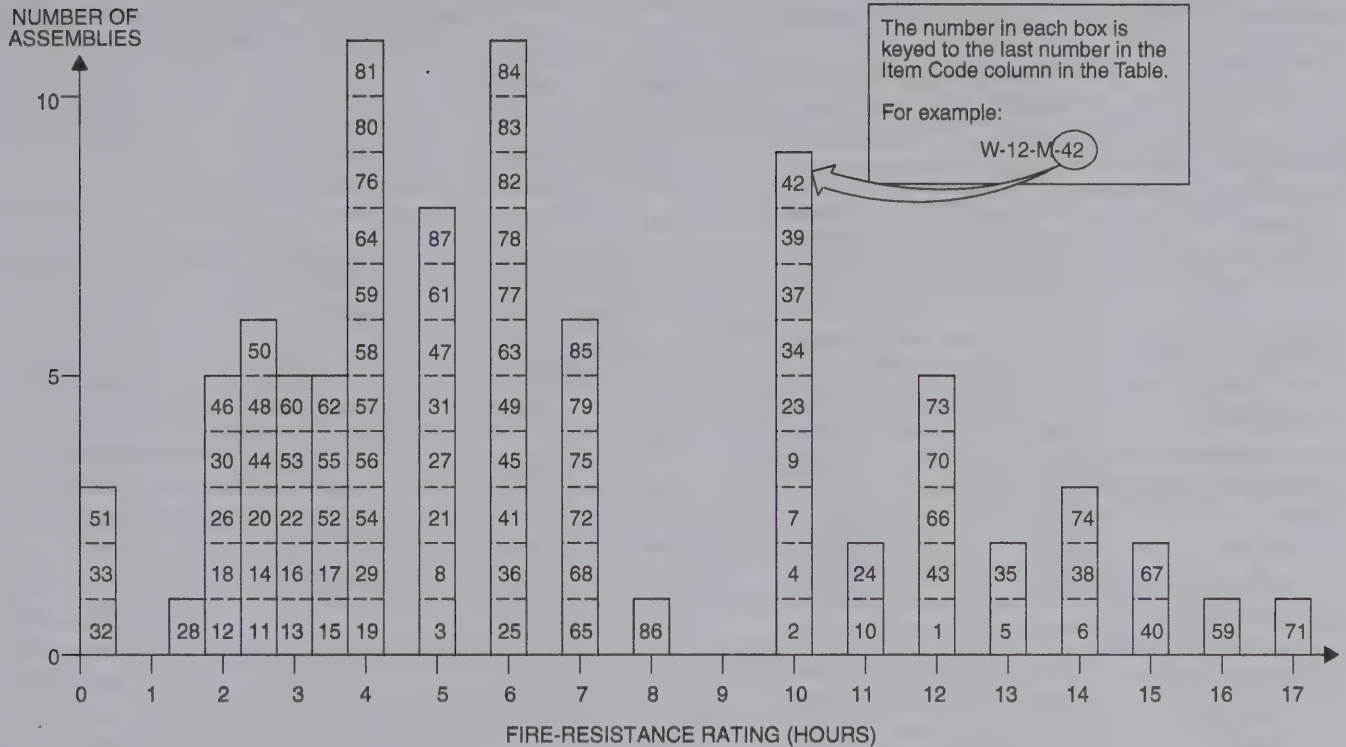 NUMBER OF
ASSEMBLIES
The number in each box is
keyed to the last number in the
Item Code column in the Table.
For example:
W-12-M-42
81 84
10 80 83
76 82 42
64 87 78 39
59 61 77 37
50 58 47 63 85 34
5 46 48 60 62 57 31 49 79 23 73
30 44 53 55 56 27 45 75 9 70
51 26 20 22 52 54 21 41 72 7 66 74
33 18 14 16 17 29 8 36 68 4 24 43 35 38 67
32 28 12 11 13 15 19 3 25 65 86 2 10 1 5 6 40 59 71
0
0 1 2 3 4 5 6 7 8 9 10 11 12 13 14 15 16 17
FIRE-RESISTANCE RATING (HOURS)